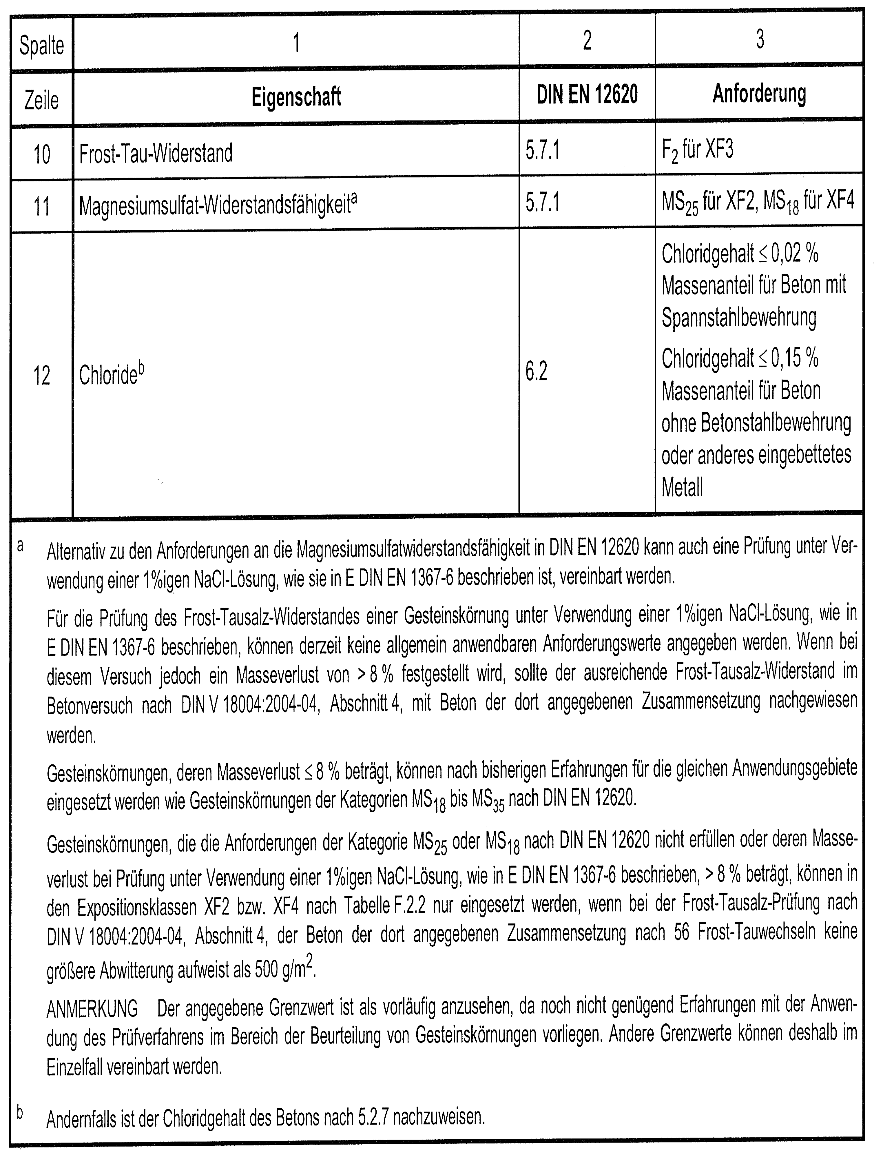 Spalte 1 2 3
Zeile Eigenschaft DIN EN 12620 Anforderung
10 Frost-Tau-Widerstand 5.7.1 F2 für XF3
11 Magnesiumsulfat-Widerstandsfähigkeit a 5.7.1 MS25 für XF2, MS18 für XF4
12 Chloride b 6.2
Chloridgehalt ≤ 0,02 %
Massenanteil für Beton mit
Spannstahlbewehrung
Chloridgehalt ≤ 0,15 %
Massenanteil für Beton
ohne Betonstahlbewehrung
oder anderes eingebettetes
Metall
a Alternativ zu den Anforderungen an die Magnesiumsulfatwiderstandsfähigkeit in DIN EN 12620 kann auch eine Prüfung unter Ver-
wendung einer 1%igen NaCl-Lösung, wie sie in E DIN EN 1367-6 beschrieben ist, vereinbart werden.
Für die Prüfung des Frost-Tausalz-Widerstandes einer Gesteinskörnung unter Verwendung einer 1%igen NaCl-Lösung, wie in
E DIN EN 1367-6 beschrieben, können derzeit keine allgemein anwendbaren Anforderungswerte angegeben werden. Wenn bei
diesem Versuch jedoch ein Masseverlust von > 8 % festgestellt wird, sollte der ausreichende Frost-Tausalz-Widerstand im
Betonversuch nach DIN V 18004:2004-04, Abschnitt 4, mit Beton der dort angegebenen Zusammensetzung nachgewiesen
werden.
Gesteinskörnungen, deren Masseverlust ≤ 8 % beträgt, können nach bisherigen Erfahrungen für die gleichen Anwendungsgebiete
eingesetzt werden wie Gesteinskörnungen der Kategorien MS18 bis MS35 nach DIN EN 12620.
Gesteinskörnungen, die die Anforderungen der Kategorie MS25 oder MS18 nach DIN EN 12620 nicht erfüllen oder deren Masse-
verlust bei Prüfung unter Verwendung einer 1%igen NaCl-Lösung, wie in E DIN EN 1367-6 beschrieben, > 8 % beträgt, können in
den Expositionsklassen XF2 bzw. XF4 nach Tabelle F.2.2 nur eingesetzt werden, wenn bei der Frost-Tausalz-Prüfung nach
DIN V 18004:2004-04, Abschnitt 4, der Beton der dort angegebenen Zusammensetzung nach 56 Frost-Tauwechseln keine
größere Abwitterung aufweist als 500 g/m².
ANMERKUNG Der angegebene Grenzwert ist als vorläufig anzusehen, da noch nicht genügend Erfahrungen mit der Anwen-
dung des Prüfverfahrens im Bereich der Beurteilung von Gesteinskörnungen vorliegen. Andere Grenzwerte können deshalb im
Einzelfall vereinbart werden.
b Andernfalls ist der Chloridgehalt des Betons nach 5.2.7 nachzuweisen.